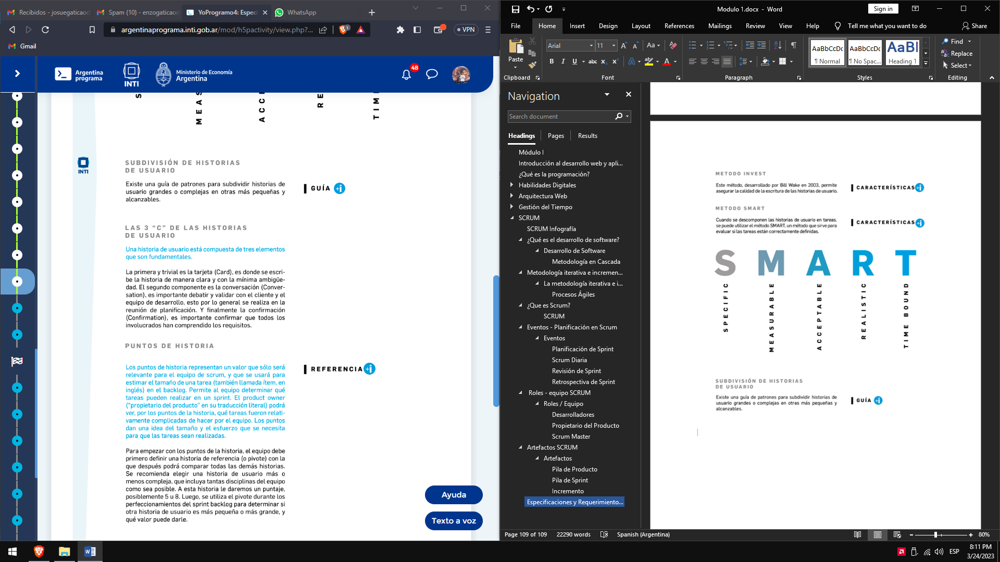 Recibidos - josuegaticaod
Spam (10) - enzogaticaod
YoProgramo4: Especi
WhatsApp
argentinaprograma.inti.gob.ar/mod/h5pactivity/view.php?...
1
VPN
Gmail
Argentina
programa
INTI
Ministerio de Economía
Argentina
48
S
MEAS
ACC
RE
TIM
INTI
SUBDIVISIÓN DE HISTORIAS
DE USUARIO
Existe una guía de patrones para subdividir historias de
usuario grandes o complejas en otras más pequeñas y
alcanzables.
GUÍA +i
LAS 3 “C” DE LAS HISTORIAS
DE USUARIO
Una historia de usuario está compuesta de tres elementos
que son fundamentales.
La primera y trivial es la tarjeta (Card), es donde se escri-
be la historia de manera clara y con la mínima ambigüe-
dad. El segundo componente es la conversación (Conver-
sation), es importante debatir y validar con el cliente y el
equipo de desarrollo, esto por lo general se realiza en la
reunión de planificación. Y finalmente la confirmación
(Confirmation), es importante confirmar que todos los
involucrados han comprendido los requisitos.
PUNTOS DE HISTORIA
Los puntos de historia representan un valor que sólo será
relevante para el equipo de scrum, y que se usará para
estimar el tamaño de una tarea (también llamada ítem, en
inglés) en el backlog. Permite al equipo determinar qué
tareas pueden realizar en un sprint. El product owner
(“propietario del producto” en su traducción literal) podrá
ver, por los puntos de la historia, qué tareas fueron relati-
vamente complicadas de hacer por el equipo. Los puntos
dan una idea del tamaño y el esfuerzo que se necesita
para que las tareas sean realizadas.
REFERENCIA +i
Para empezar con los puntos de la historia, el equipo debe
primero definir una historia de referencia (o pivote) con la
que después podrá comparar todas las demás historias.
Se recomienda elegir una historia de usuario más o
menos compleja, que incluya tantas disciplinas del equipo
como sea posible. A esta historia le daremos un puntaje,
posiblemente 5 u 8. Luego, se utiliza el pivote durante los
perfeccionamientos del sprint backlog para determinar si
otra historia de usuario es más pequeña o más grande, y
qué valor puede darle.
Ayuda
Texto a voz
Modulo 1.docx - Word
Sign in
File
Home
Insert
Design
Layout
References
Mailings
Review
View
Help
Tell me what you want to do
Share
Paste
Clipboard
Arial
11
Aa
B I U abc x₂ x²
Font
Paragraph
AaBbCcDc
¶ Normal
AaBbCcDc
¶ No Spac...
AaBl
Heading 1
Styles
Find
Replace
Select
Editing
Navigation
Search document
Headings
Pages
Results
Módulo I
Introducción al desarrollo web y apli...
¿Qué es la programación?
Habilidades Digitales
Arquitectura Web
Gestión del Tiempo
SCRUM
SCRUM Infografía
¿Qué es el desarrollo de software?
Desarrollo de Software
Metodología en Cascada
Metodología iterativa e incremen...
La metodología iterativa e i...
Procesos Ágiles
¿Que es Scrum?
SCRUM
Eventos - Planificación en Scrum
Eventos
Planificación de Sprint
Scrum Diaria
Revisión de Sprint
Retrospectiva de Sprint
Roles - equipo SCRUM
Roles / Equipo
Desarrolladores
Propietario del Producto
Scrum Master
Artefactos SCRUM
Artefactos
Pila de Producto
Pila de Sprint
Incremento
Especificaciones y Requerimiento...
METODO INVEST
Este método, desarrollado por Bill Wake en 2003, permite
asegurar la calidad de la escritura de las historias de usuario.
CARACTERÍSTICAS +i
METODO SMART
Cuando se descomponen las historias de usuario en tareas,
se puede utilizar el método SMART, un método que sirve para
evaluar si las tareas están correctamente definidas.
CARACTERÍSTICAS +i
S M A R T
SPECIFIC
MEASURABLE
ACCEPTABLE
REALISTIC
TIME BOUND
SUBDIVISIÓN DE HISTORIAS
DE USUARIO
Existe una guía de patrones para subdividir historias de
usuario grandes o complejas en otras más pequeñas y
alcanzables.
GUÍA +i
Page 109 of 109
22290 words
Spanish (Argentina)
80%
ESP
8:11 PM
3/24/2023